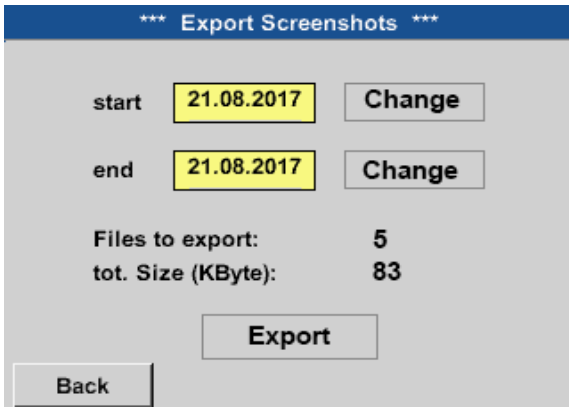 *** Export Screenshots ***
start 21.08.2017 Change
end 21.08.2017 Change
Files to export: 5
tot. Size (KByte): 83
Export
Back